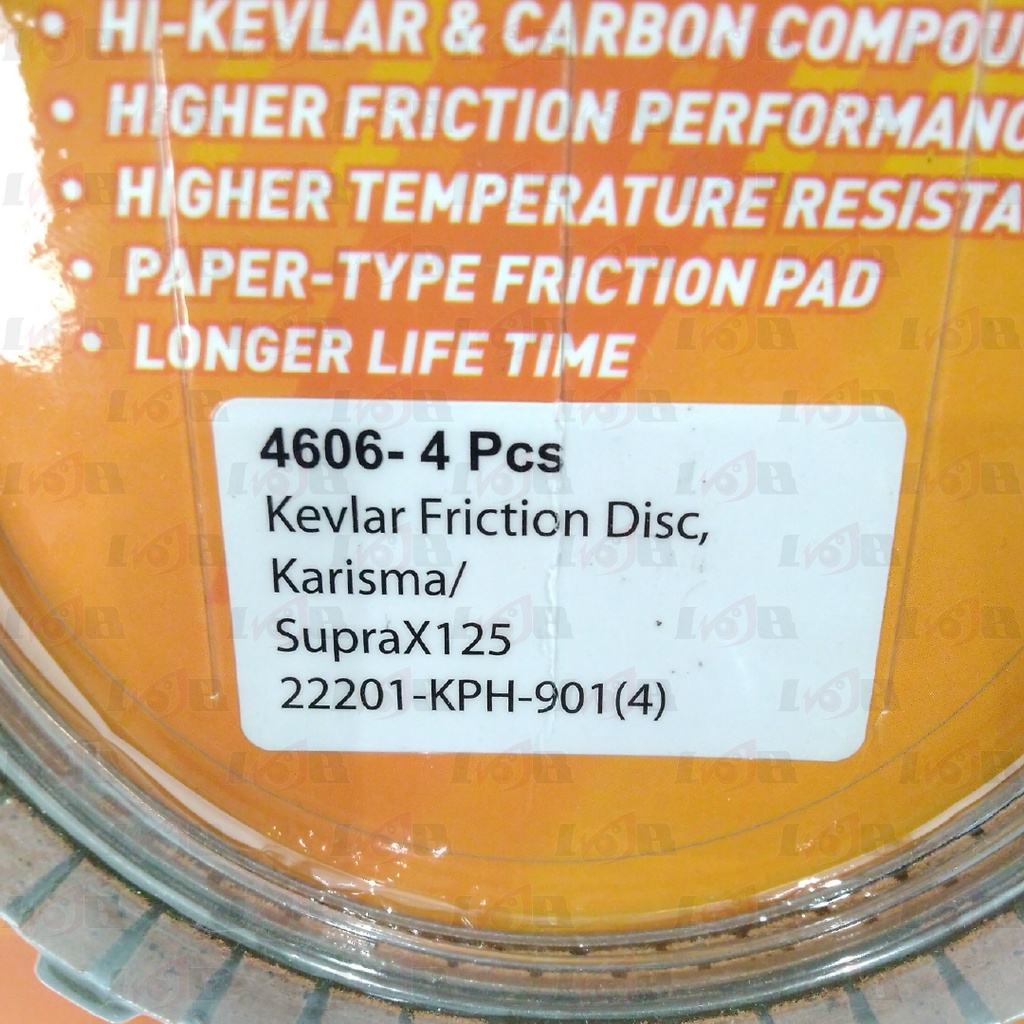 • HI-KEVLAR & CARBON COMPOU
• HIGHER FRICTION PERFORMANC
• HIGHER TEMPERATURE RESISTA
• PAPER-TYPE FRICTION PAD
• LONGER LIFE TIME
4606- 4 Pcs
Kevlar Friction Disc,
Karisma/
SupraX125
22201-KPH-901(4)